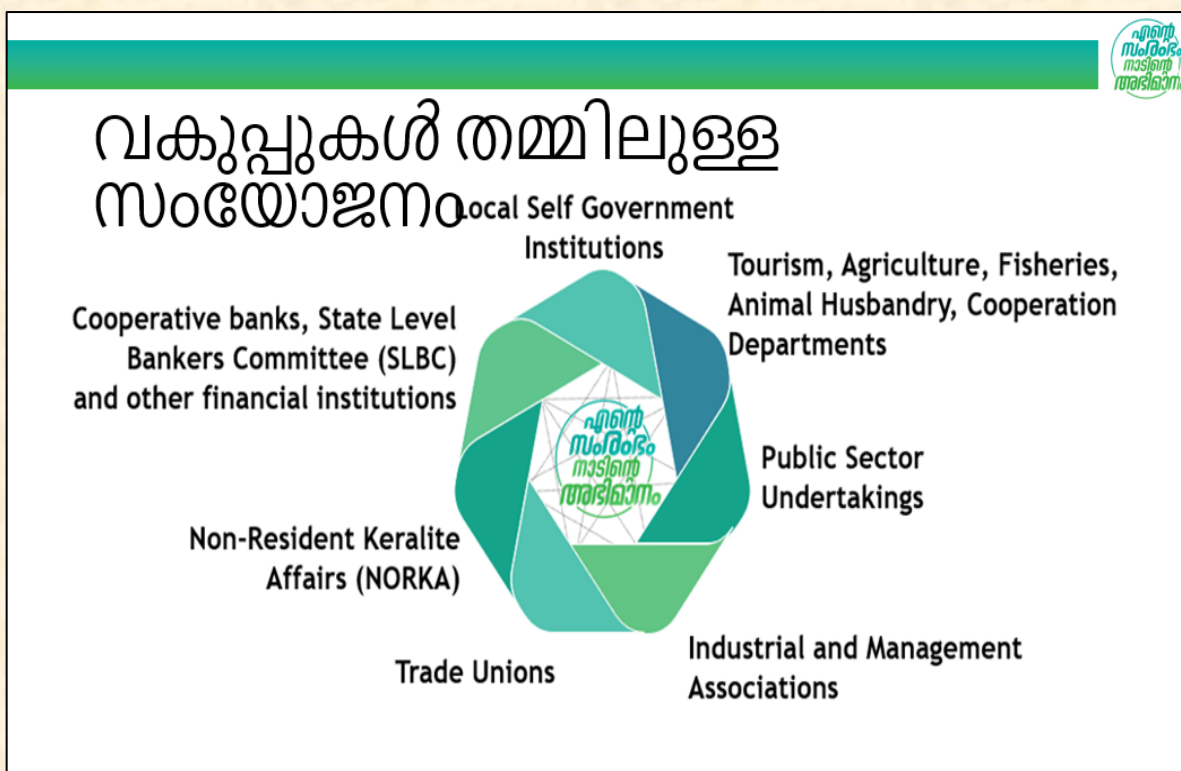 എന്റെ
സംരംഭം
നാടിന്റെ
അഭിമാനം
വകുപ്പുകൾ തമ്മിലുള്ള
സംയോജനം
Local Self Government
Institutions
Tourism, Agriculture, Fisheries,
Animal Husbandry, Cooperation
Departments
Cooperative banks, State Level
Bankers Committee (SLBC)
and other financial institutions
എന്റെ
സംരംഭം
നാടിന്റെ
അഭിമാനം
Public Sector
Undertakings
Non-Resident Keralite
Affairs (NORKA)
Industrial and Management
Associations
Trade Unions